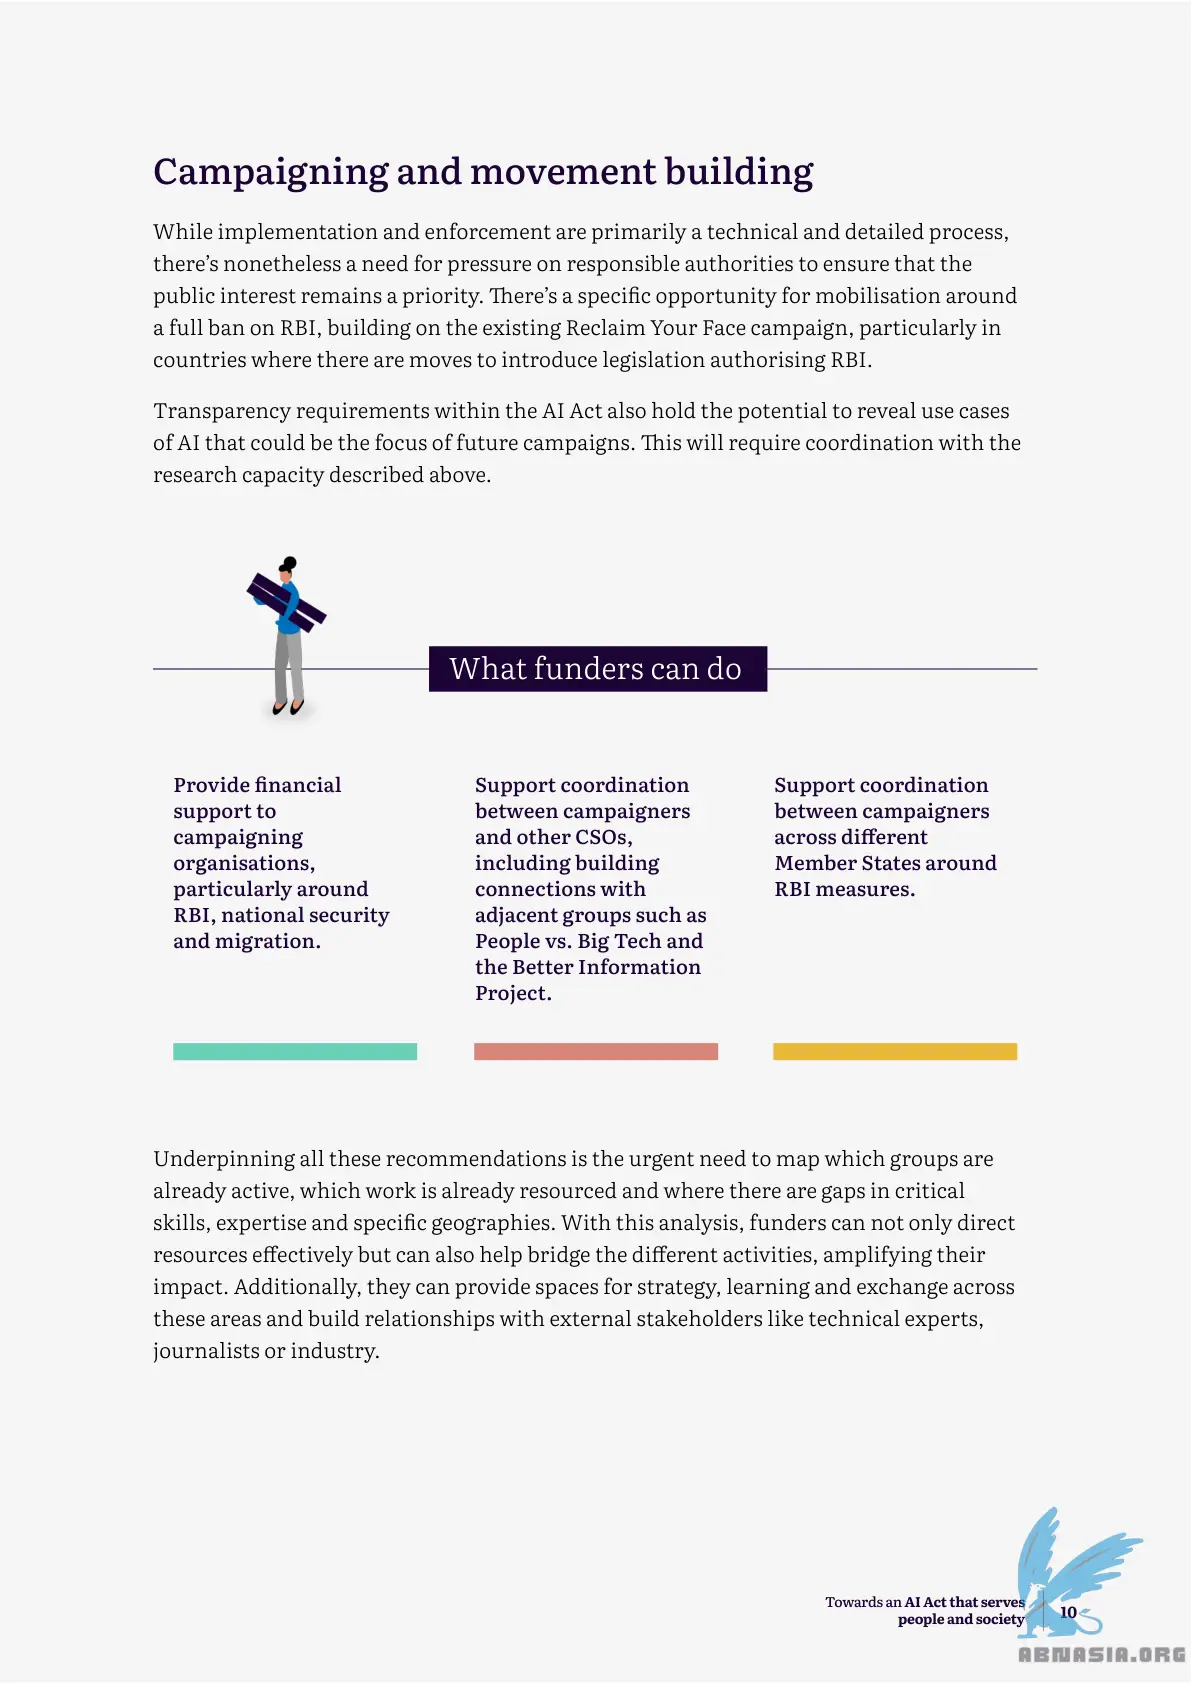 Campaigning and movement building
While implementation and enforcement are primarily a technical and detailed process,
there's nonetheless a need for pressure on responsible authorities to ensure that the
public interest remains a priority. There's a specific opportunity for mobilisation around
a full ban on RBI, building on the existing Reclaim Your Face campaign, particularly in
countries where there are moves to introduce legislation authorising RBI.
Transparency requirements within the AI Act also hold the potential to reveal use cases
of AI that could be the focus of future campaigns. This will require coordination with the
research capacity described above.
What funders can do
Provide financial
support to
campaigning
organisations,
particularly around
RBI, national security
and migration.
Support coordination
between campaigners
and other CSOs,
including building
connections with
adjacent groups such as
People vs. Big Tech and
the Better Information
Project.
Support coordination
between campaigners
across different
Member States around
RBI measures.
Underpinning all these recommendations is the urgent need to map which groups are
already active, which work is already resourced and where there are gaps in critical
skills, expertise and specific geographies. With this analysis, funders can not only direct
resources effectively but can also help bridge the different activities, amplifying their
impact. Additionally, they can provide spaces for strategy, learning and exchange across
these areas and build relationships with external stakeholders like technical experts,
journalists or industry.
Towards an AI Act that serves
people and society
10
ABNASIA.ORG